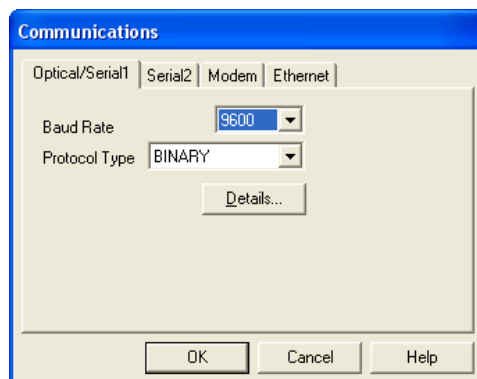 Communications
Optical/Serial1 Serial2 Modem Ethernet
Baud Rate 9600
Protocol Type BINARY
Details...
OK Cancel Help